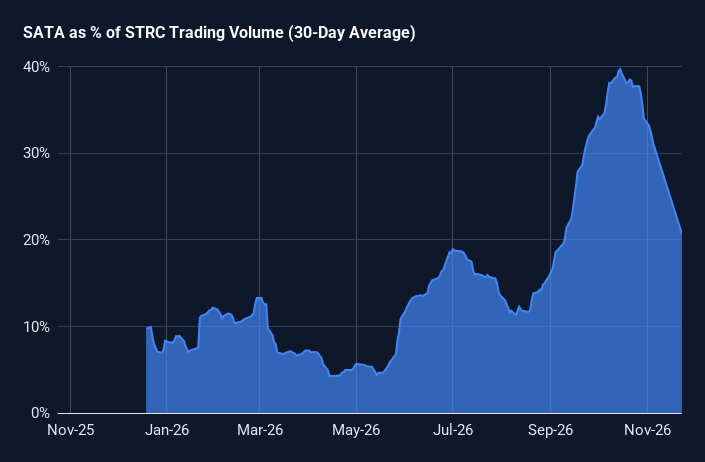 SATA as % of STRC Trading Volume (30-Day Average)
40%
30%
20%
10%
0%
Nov-25 Jan-26 Mar-26 May-26 Jul-26 Sep-26 Nov-26